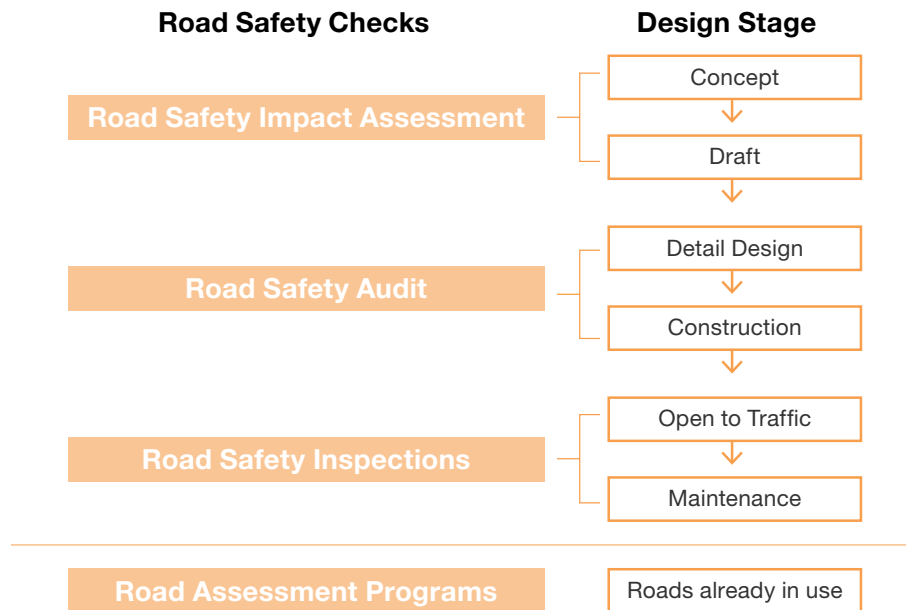 Road Safety Checks
Design Stage
Road Safety Impact Assessment
Concept
Draft
Road Safety Audit
Detail Design
Construction
Road Safety Inspections
Open to Traffic
Maintenance
Road Assessment Programs
Roads already in use